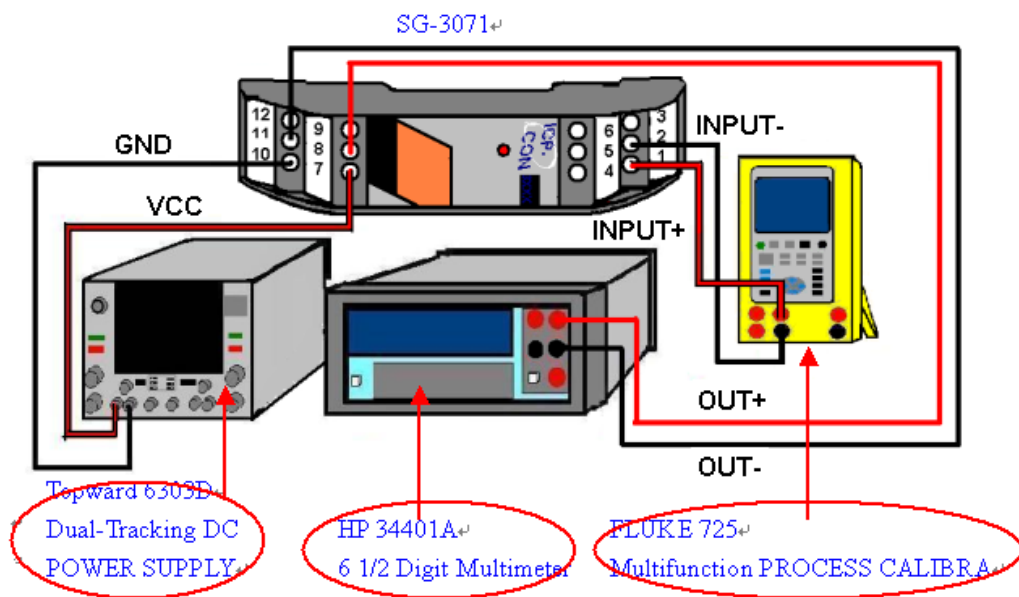 SG-3071
12
11
10
9
8
7
ICP.
CON
6
5
4
3
2
1
INPUT-
GND
VCC
INPUT+
OUT+
OUT-
Topward 6303D
Dual-Tracking DC
POWER SUPPLY
HP 34401A
6 1/2 Digit Multimeter
FLUKE 725
Multifunction PROCESS CALIBRA